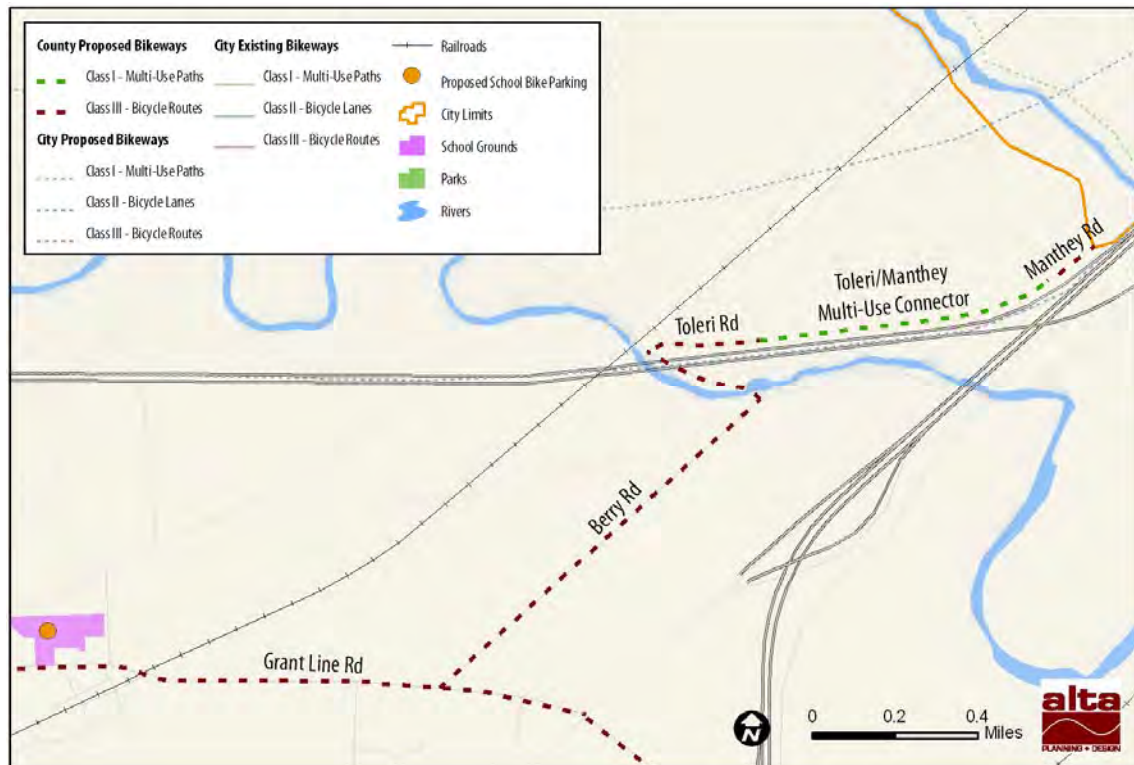 County Proposed Bikeways
Class I - Multi-Use Paths
Class III - Bicycle Routes
City Proposed Bikeways
Class I - Multi-Use Paths
Class II - Bicycle Lanes
Class III - Bicycle Routes
City Existing Bikeways
Class I - Multi-Use Paths
Class II - Bicycle Lanes
Class III - Bicycle Routes
Railroads
Proposed School Bike Parking
City Limits
School Grounds
Parks
Rivers
Manthey Rd
Toleri/Manthey
Multi-Use Connector
Toleri Rd
Berry Rd
Grant Line Rd
N
0 0.2 0.4
Miles
alta
PLANNING + DESIGN